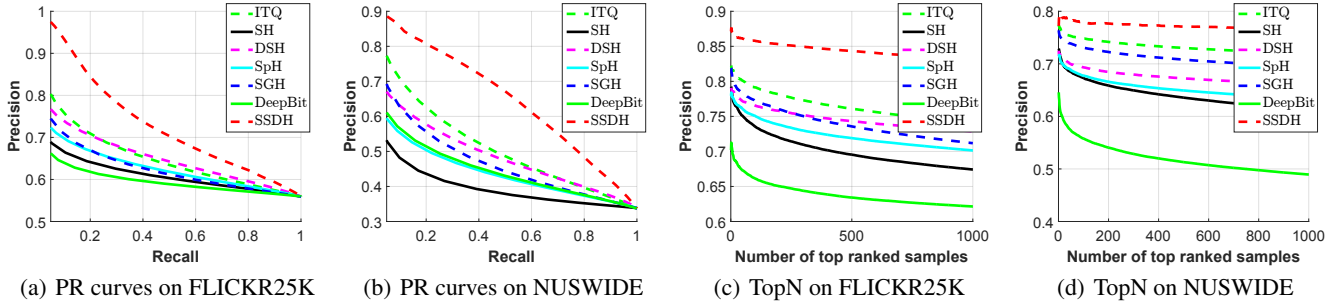 1
0.9
0.8
0.7
0.6
0.5
Precision
0.2 0.4 0.6 0.8 1
Recall
ITQ
SH
DSH
SpH
SGH
DeepBit
SSDH
(a) PR curves on FLICKR25K
0.9
0.8
0.7
0.6
0.5
0.4
0.3
Precision
0.2 0.4 0.6 0.8 1
Recall
ITQ
SH
DSH
SpH
SGH
DeepBit
SSDH
(b) PR curves on NUSWIDE
0.9
0.85
0.8
0.75
0.7
0.65
0.6
Precision
0 500 1000
Number of top ranked samples
ITQ
SH
DSH
SpH
SGH
DeepBit
SSDH
(c) TopN on FLICKR25K
0.8
0.7
0.6
0.5
0.4
Precision
0 200 400 600 800 1000
Number of top ranked samples
ITQ
SH
DSH
SpH
SGH
DeepBit
SSDH
(d) TopN on NUSWIDE